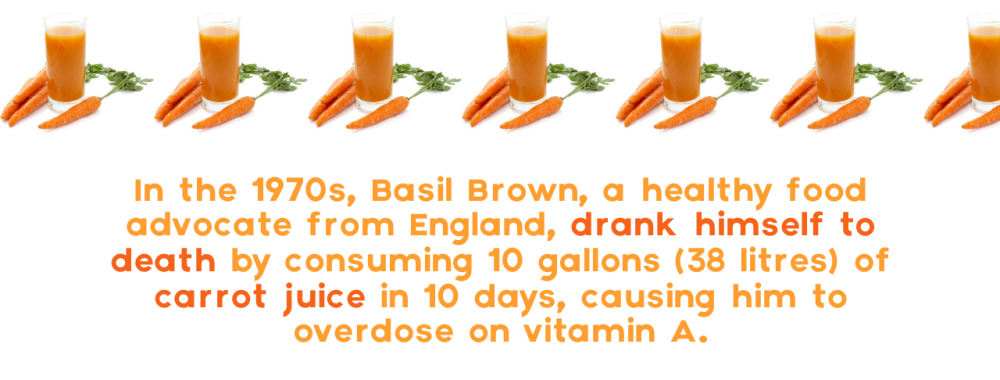 In the 1970s, Basil Brown, a healthy food
advocate from England, drank himself to
death by consuming 10 gallons (38 litres) of
carrot juice in 10 days, causing him to
overdose on vitamin A.